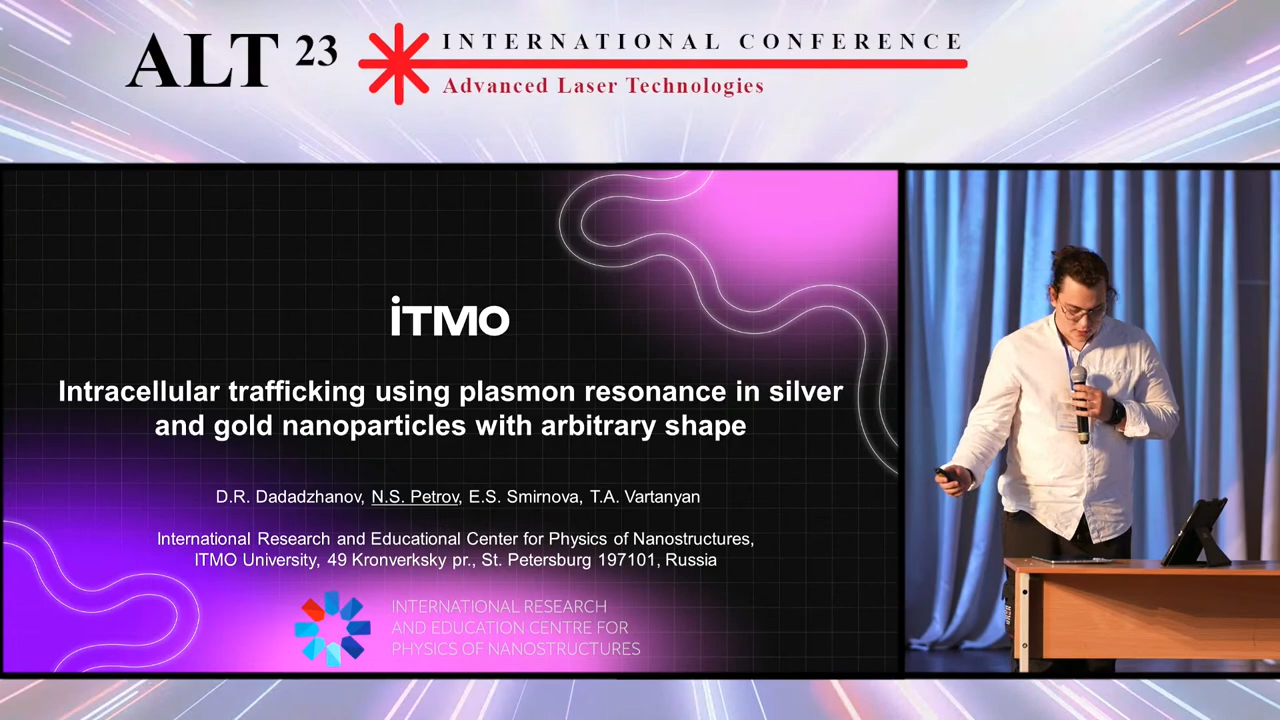 ALT 23
INTERNATIONAL CONFERENCE
Advanced Laser Technologies
iTMO
Intracellular trafficking using plasmon resonance in silver
and gold nanoparticles with arbitrary shape
D.R. Dadadzhanov, N.S. Petrov, E.S. Smirnova, T.A. Vartanyan
International Research and Educational Center for Physics of Nanostructures,
ITMO University, 49 Kronverksky pr., St. Petersburg 197101, Russia
INTERNATIONAL RESEARCH
AND EDUCATION CENTRE FOR
PHYSICS OF NANOSTRUCTURES